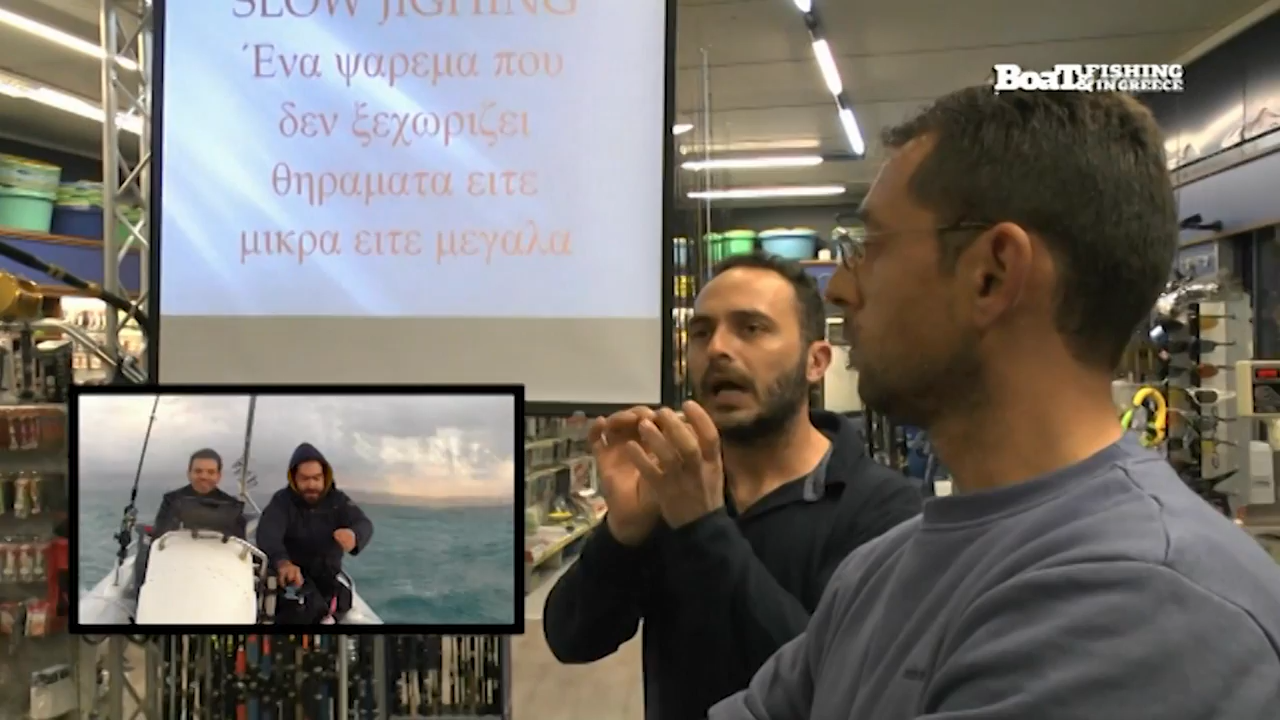 SLOW JIGHING
Ένα ψαρεμα που
δεν ξεχωριζει
θηραματα ειτε
μικρα ειτε μεγαλα
BOAT & FISHING
IN GREECE